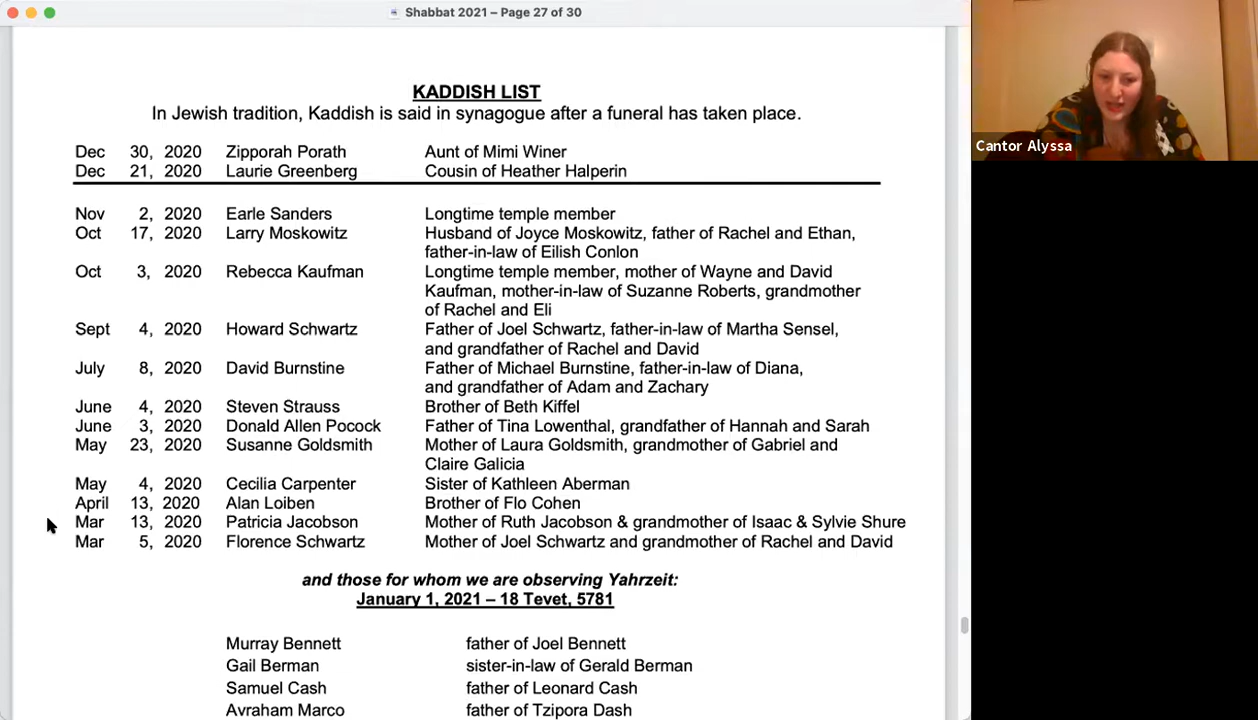 Shabbat 2021 – Page 27 of 30
KADDISH LIST
In Jewish tradition, Kaddish is said in synagogue after a funeral has taken place.
Dec 30, 2020 Zipporah Porath Aunt of Mimi Winer
Dec 21, 2020 Laurie Greenberg Cousin of Heather Halperin
Nov 2, 2020 Earle Sanders Longtime temple member
Oct 17, 2020 Larry Moskowitz Husband of Joyce Moskowitz, father of Rachel and Ethan,
father-in-law of Eilish Conlon
Oct 3, 2020 Rebecca Kaufman Longtime temple member, mother of Wayne and David
Kaufman, mother-in-law of Suzanne Roberts, grandmother
of Rachel and Eli
Sept 4, 2020 Howard Schwartz Father of Joel Schwartz, father-in-law of Martha Sensel,
and grandfather of Rachel and David
July 8, 2020 David Burnstine Father of Michael Burnstine, father-in-law of Diana,
and grandfather of Adam and Zachary
June 4, 2020 Steven Strauss Brother of Beth Kiffel
June 3, 2020 Donald Allen Pocock Father of Tina Lowenthal, grandfather of Hannah and Sarah
May 23, 2020 Susanne Goldsmith Mother of Laura Goldsmith, grandmother of Gabriel and
Claire Galicia
May 4, 2020 Cecilia Carpenter Sister of Kathleen Aberman
April 13, 2020 Alan Loiben Brother of Flo Cohen
Mar 13, 2020 Patricia Jacobson Mother of Ruth Jacobson & grandmother of Isaac & Sylvie Shure
Mar 5, 2020 Florence Schwartz Mother of Joel Schwartz and grandmother of Rachel and David
and those for whom we are observing Yahrzeit:
January 1, 2021 – 18 Tevet, 5781
Murray Bennett father of Joel Bennett
Gail Berman sister-in-law of Gerald Berman
Samuel Cash father of Leonard Cash
Avraham Marco father of Tzipora Dash
Cantor Alyssa